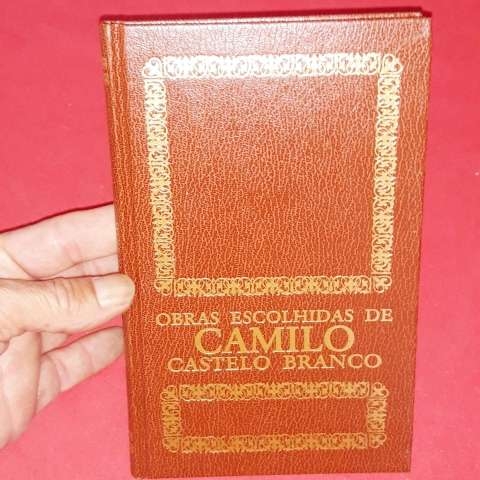 OBRAS ESCOLHIDAS DE
CAMILO
CASTELO BRANCO